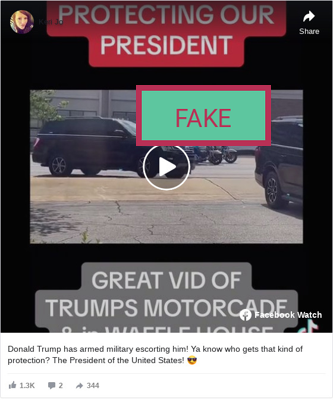 PROTECTING OUR
PRESIDENT
Share
FAKE
GREAT VID OF
TRUMPS MOTORCADE
& in WAFFLE HOUSE
Facebook Watch
Donald Trump has armed military escorting him! Ya know who gets that kind of
protection? The President of the United States! 😎
1.3K
2
344